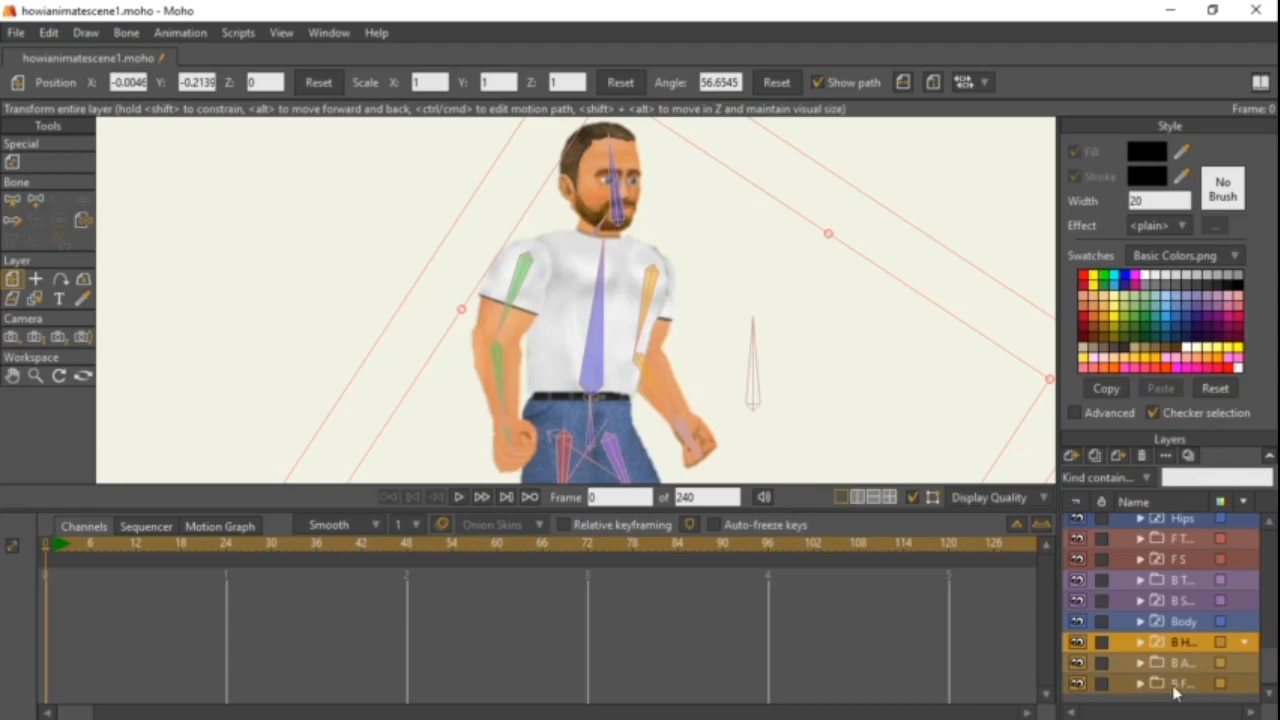 howianimatescene1.moho - Moho
File Edit Draw Bone Animation Scripts View Window Help
howianimatescene1.moho
Position X: -0.0046 Y: -0.2139 Z: 0 Reset Scale X: 1 Y: 1 Z: 1 Reset Angle: 56.6545 Reset Show path
Transform entire layer (hold <shift> to constrain, <alt> to move forward and back, <ctrl/cmd> to edit motion path, <shift> + <alt> to move in Z and maintain visual size) Frame: 0
Tools
Special
Bone
Layer
T
Camera
Workspace
Style
Fill
Stroke
No Brush
Width 20
Effect <plain> ...
Swatches Basic Colors.png
Copy Paste Reset
Advanced Checker selection
Layers
Kind contain...
Name
Hips
F T...
F S
B T...
B S...
Body
B H...
B A...
B F...
Frame 0 of 240 Display Quality
Channels Sequencer Motion Graph Smooth 1 Onion Skins Relative keyframing Auto-freeze keys
0 6 12 18 24 30 36 42 48 54 60 66 72 78 84 90 96 102 108 114 120 126
0 1 2 3 4 5